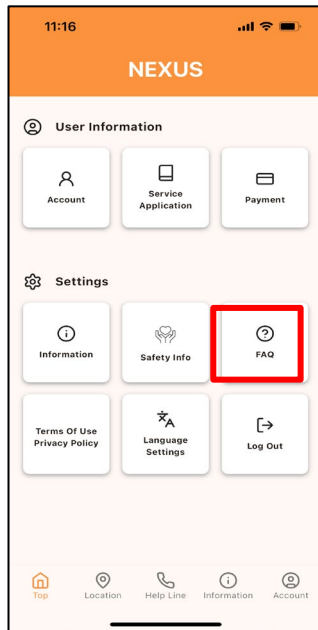 11:16
NEXUS
User Information
Account
Service
Application
Payment
Settings
Information
Safety Info
FAQ
Terms Of Use
Privacy Policy
Language
Settings
Log Out
Top
Location
Help Line
Information
Account